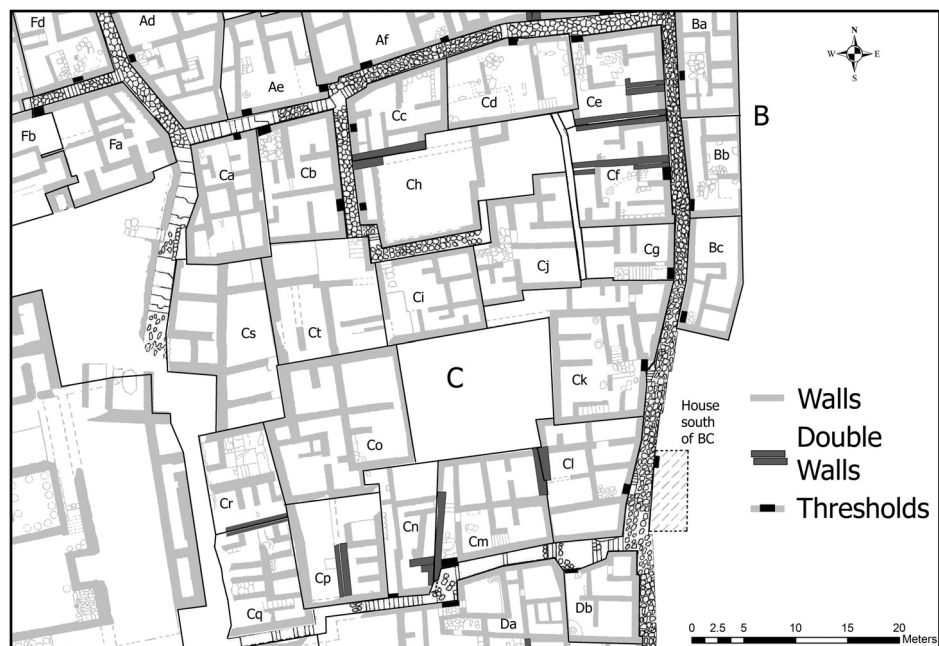 Fd
Ad
Af
Ba
N
W E
S
Ae
Cc
Cd
Ce
B
Fb
Fa
Ca
Cb
Ch
Cf
Bb
Cg
Bc
Cj
Ci
Cs
Ct
C
Ck
House
south
of BC
Walls
Double
Walls
Thresholds
Co
Cl
Cr
Cn
Cm
Cp
Cq
Da
Db
0 2.5 5 10 15 20
Meters